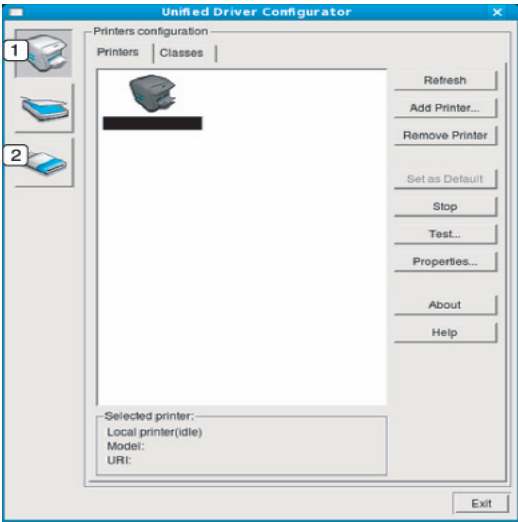 Unified Driver Configurator
Printers configuration
Printers Classes
1
2
Refresh
Add Printer...
Remove Printer
Set as Default
Stop
Test...
Properties...
About
Help
Selected printer:
Local printer(idle)
Model:
URI:
Exit